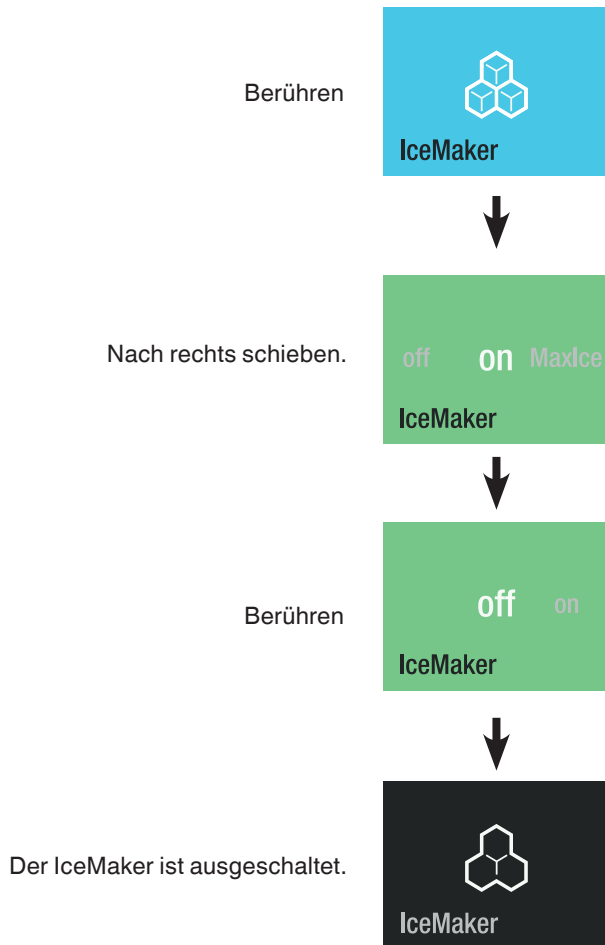 Berühren
IceMaker
Nach rechts schieben.
off on MaxIce
IceMaker
Berühren
off on
IceMaker
Der IceMaker ist ausgeschaltet.
IceMaker